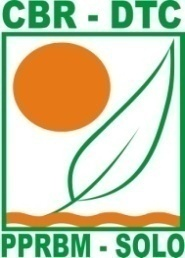 CBR - DTC
PPRBM - SOLO